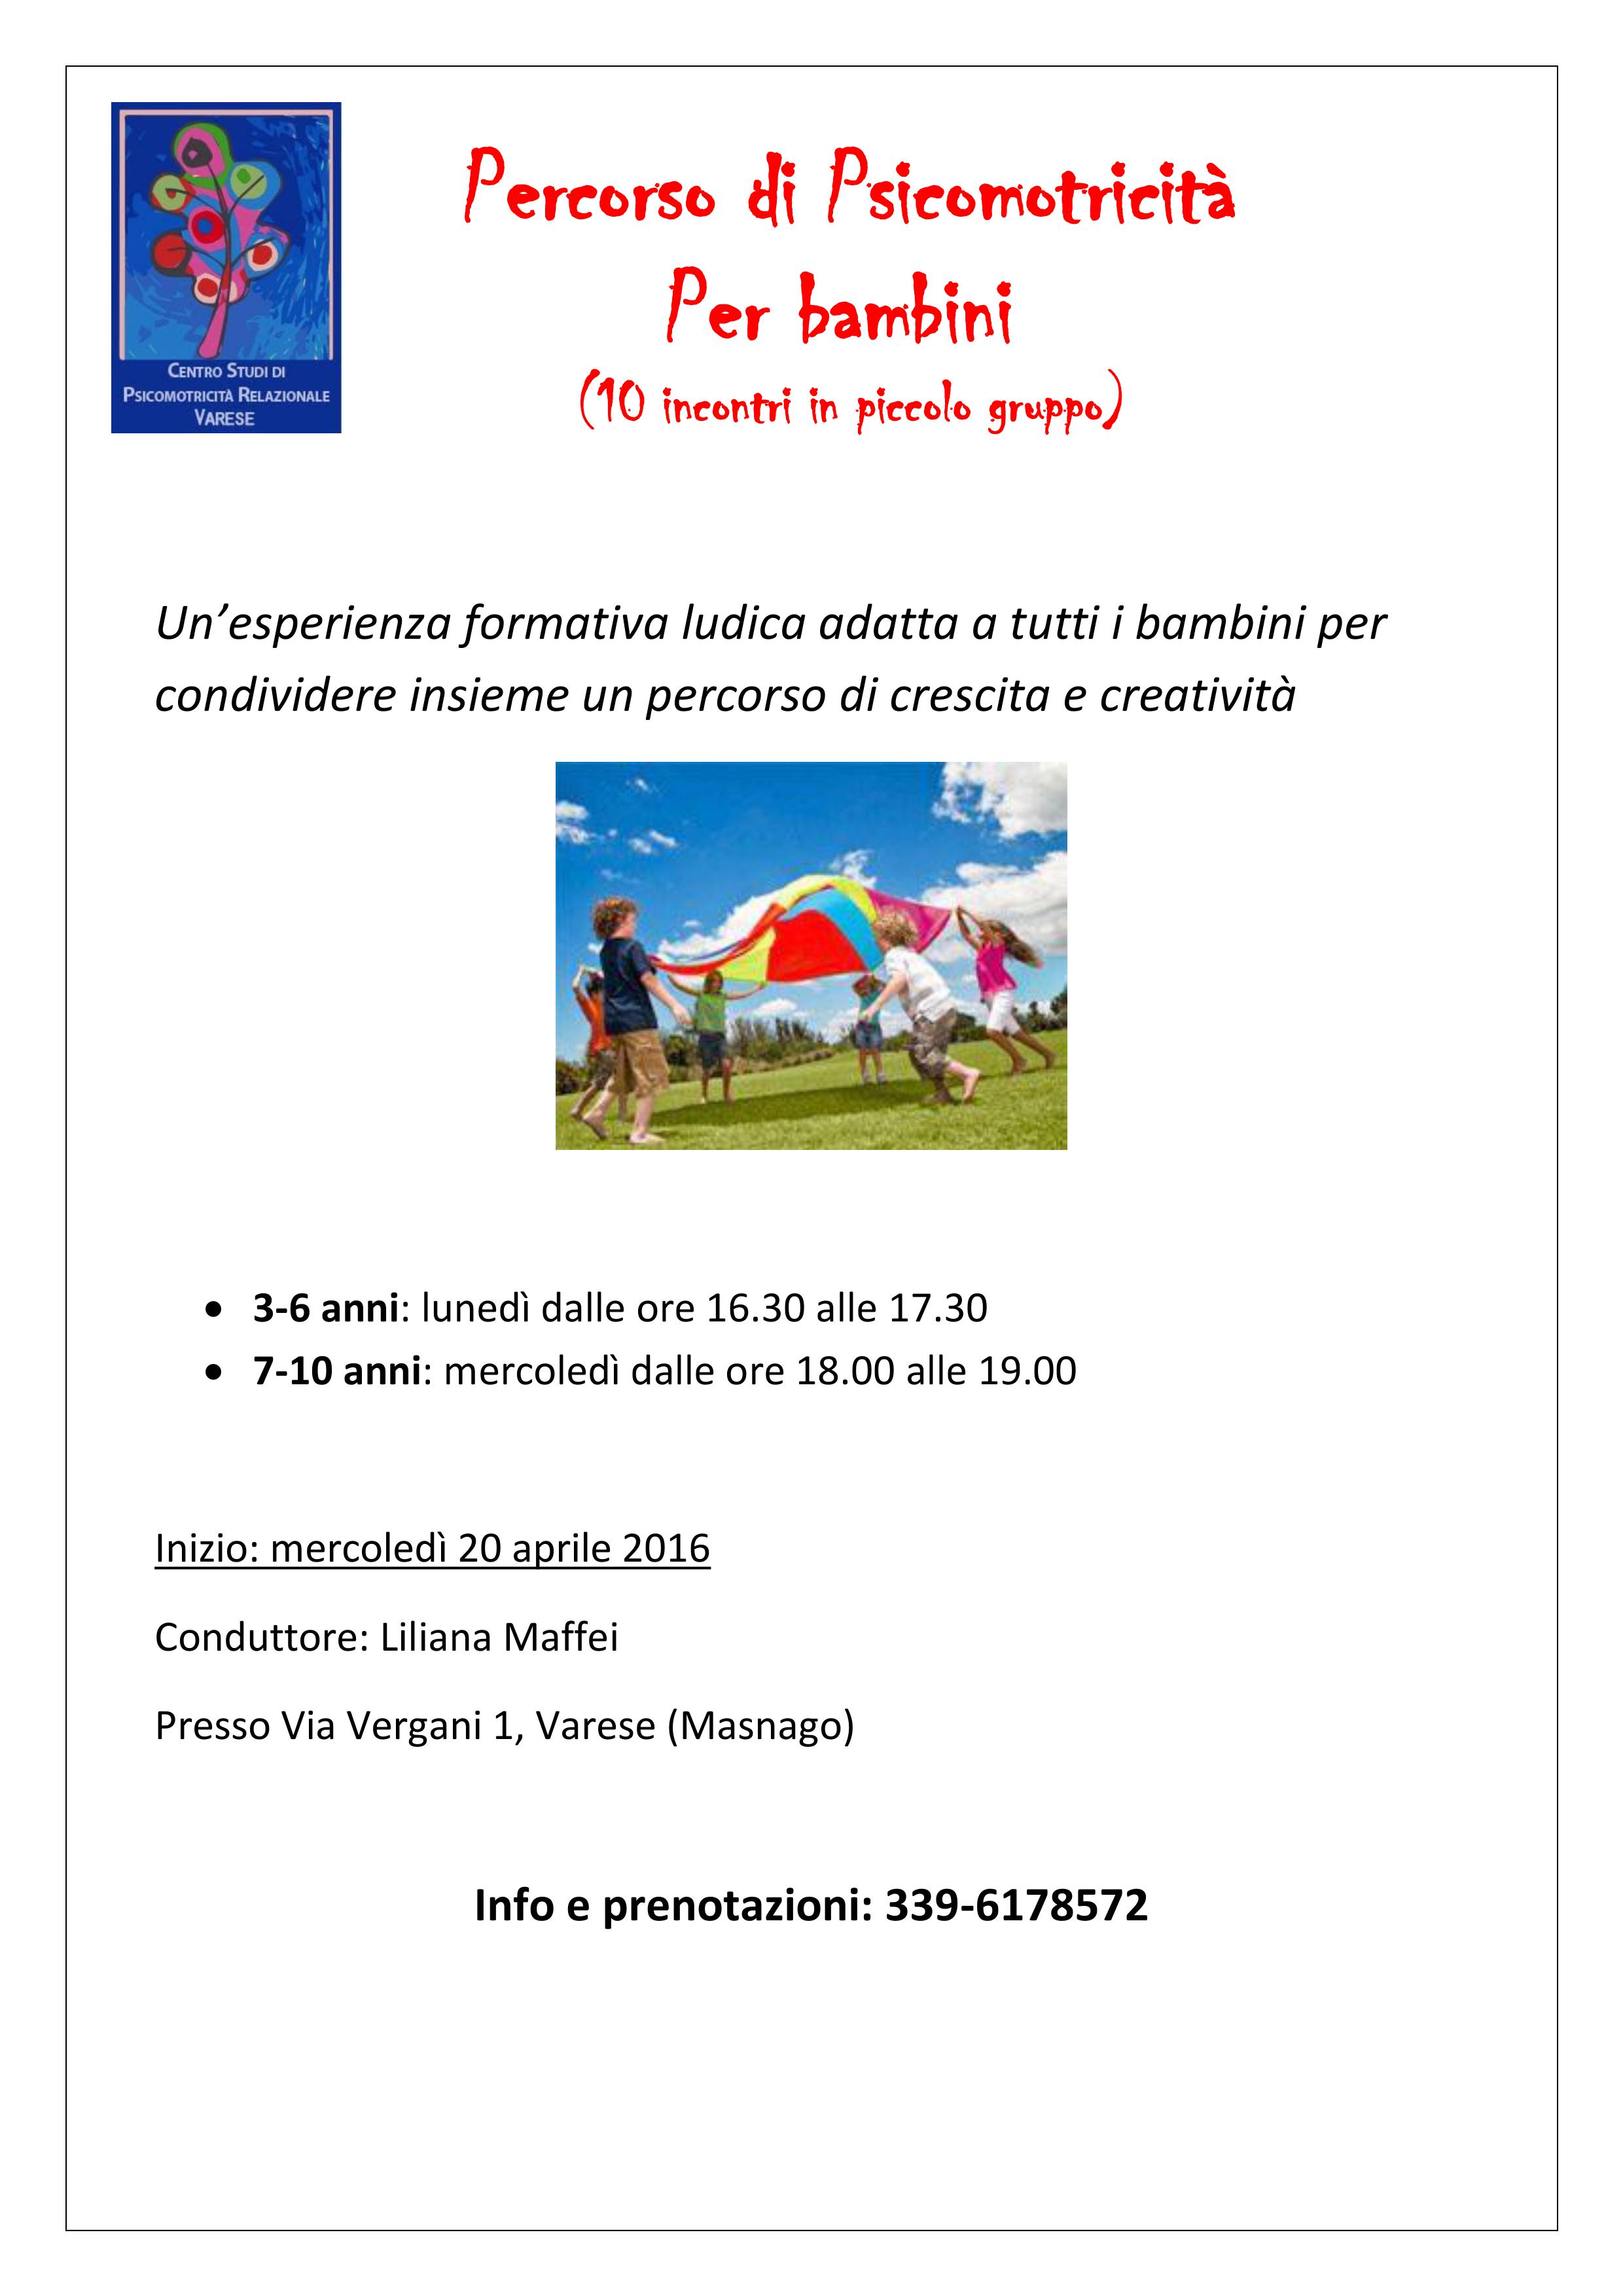 CENTRO STUDI DI
PSICOMOTRICITÀ RELAZIONALE
VARESE
Percorso di Psicomotricità
Per bambini
(10 incontri in piccolo gruppo)
Un’esperienza formativa ludica adatta a tutti i bambini per
condividere insieme un percorso di crescita e creatività
• 3-6 anni: lunedì dalle ore 16.30 alle 17.30
• 7-10 anni: mercoledì dalle ore 18.00 alle 19.00
Inizio: mercoledì 20 aprile 2016
Conduttore: Liliana Maffei
Presso Via Vergani 1, Varese (Masnago)
Info e prenotazioni: 339-6178572